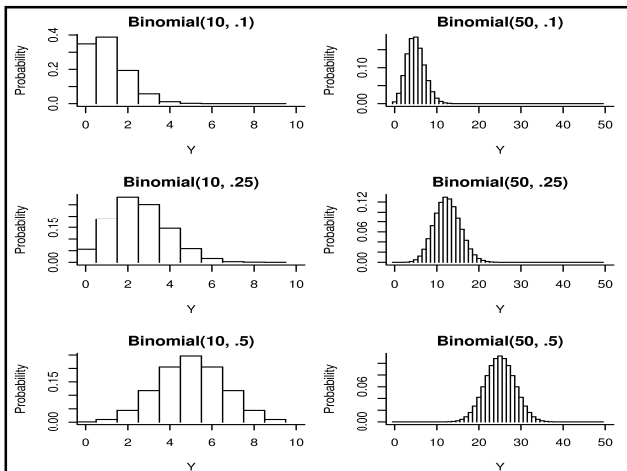 Binomial(10, .1)
Probability
0.0 0.2 0.4
0 2 4 6 8 10
Y
Binomial(50, .1)
Probability
0.00 0.10
0 10 20 30 40 50
Y
Binomial(10, .25)
Probability
0.00 0.15
0 2 4 6 8 10
Y
Binomial(50, .25)
Probability
0.00 0.06 0.12
0 10 20 30 40 50
Y
Binomial(10, .5)
Probability
0.00 0.15
0 2 4 6 8 10
Y
Binomial(50, .5)
Probability
0.00 0.06
0 10 20 30 40 50
Y